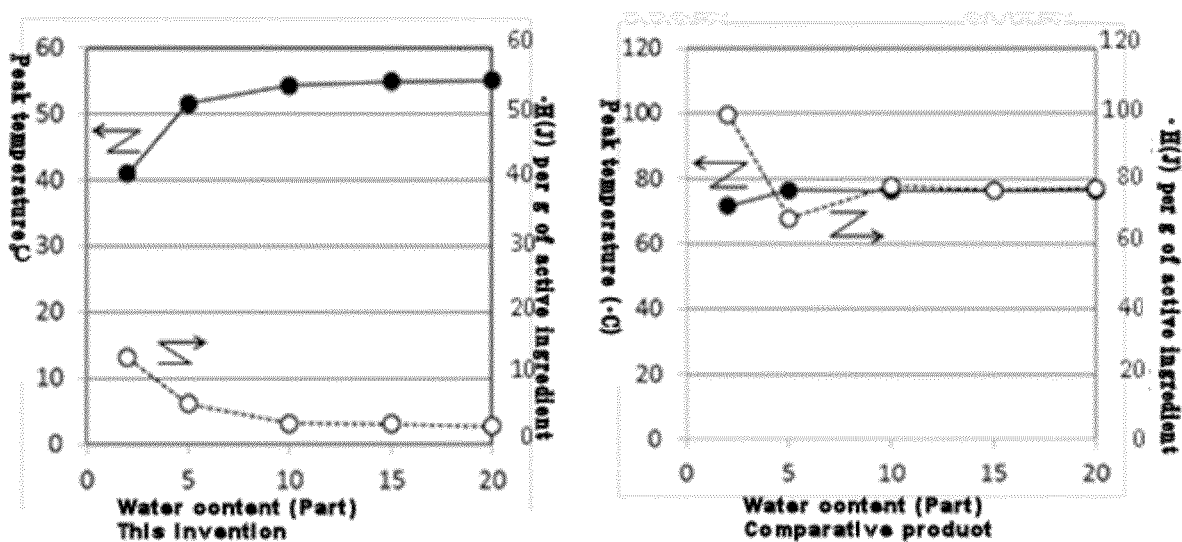 60
50
40
30
20
10
0
Peak temperature℃
60
50
40
30
20
10
0
·H(J) per g of active ingredient
0 5 10 15 20
Water content (Part)
This invention
120
100
80
60
40
20
0
Peak temperature (·C)
120
100
80
60
40
20
0
·H(J) per g of active ingredient
0 5 10 15 20
Water content (Part)
Comparative product